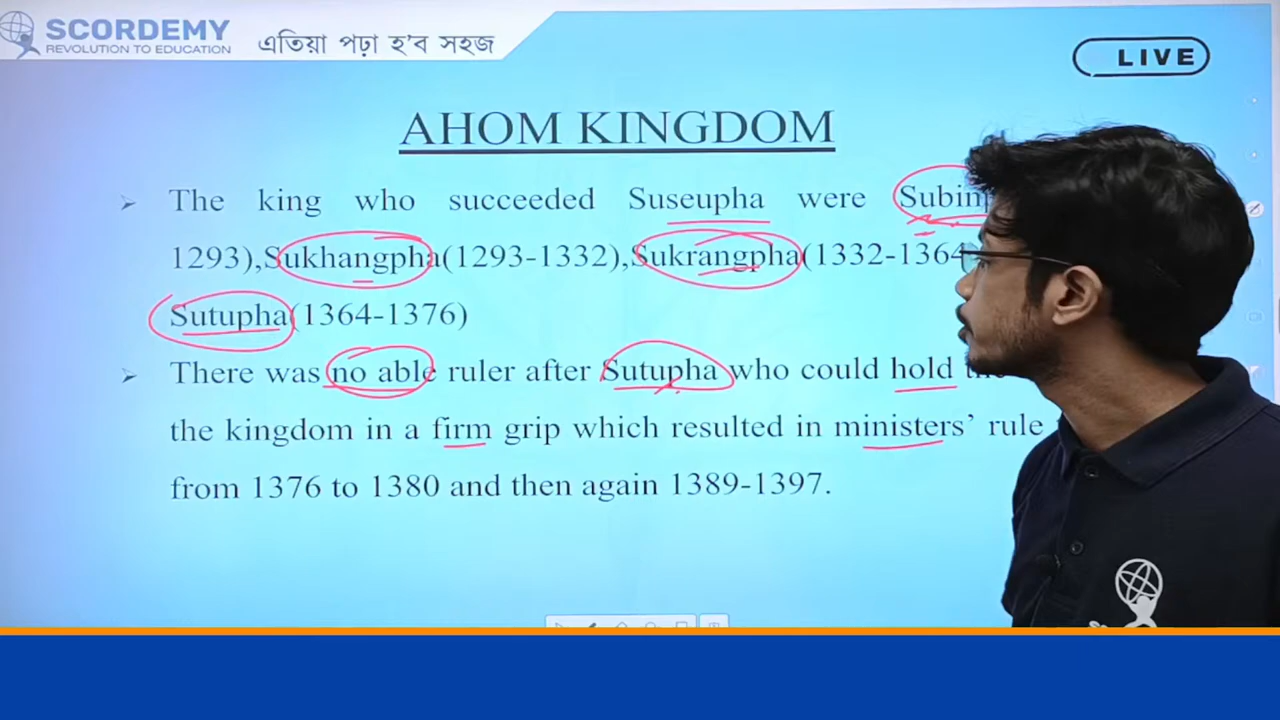 SCORDEMY
REVOLUTION TO EDUCATION
এতিয়া পঢ়া হ'ব সহজ
LIVE
AHOM KINGDOM
The king who succeeded Suseupha were
1293),Sukhangpha(1293-1332),Sukrangpha(1332-1364
Sutupha(1364-1376)
There was no able ruler after Sutupha who could hold
the kingdom in a firm grip which resulted in ministers' rule
from 1376 to 1380 and then again 1389-1397.